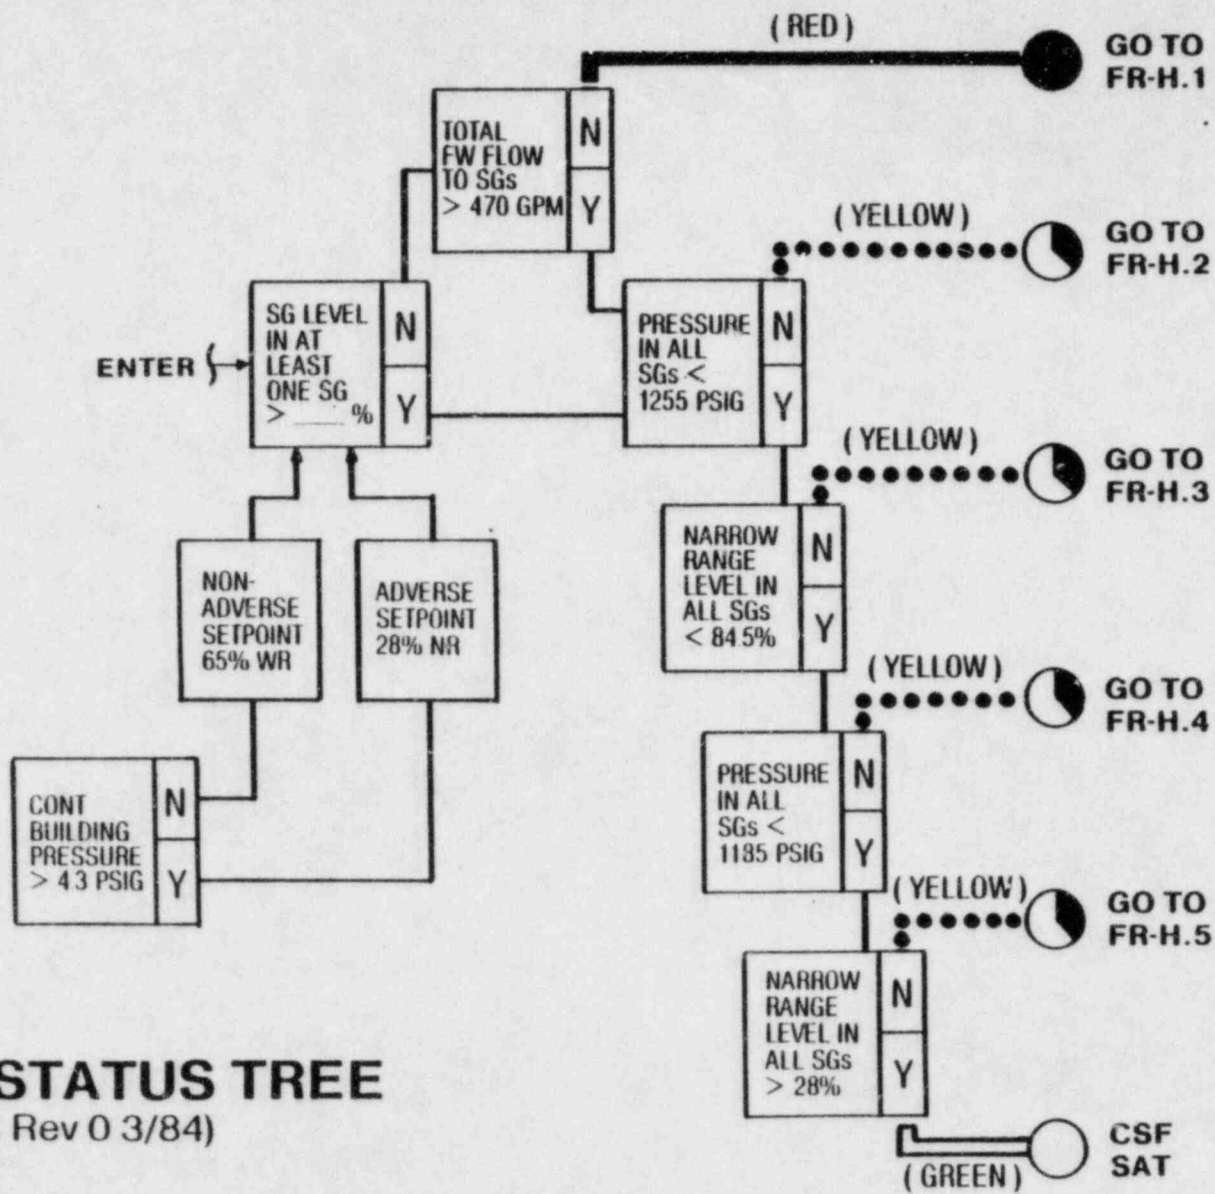 (RED)
GO TO
FR-H.1
TOTAL
FW FLOW
TO SGs
> 470 GPM
N
Y
(YELLOW)
GO TO
FR-H.2
ENTER
SG LEVEL
IN AT
LEAST
ONE SG
> ____ %
N
Y
PRESSURE
IN ALL
SGs <
1255 PSIG
N
Y
(YELLOW)
GO TO
FR-H.3
NON-
ADVERSE
SETPOINT
65% WR
ADVERSE
SETPOINT
28% NR
NARROW
RANGE
LEVEL IN
ALL SGs
< 84.5%
N
Y
(YELLOW)
GO TO
FR-H.4
CONT
BUILDING
PRESSURE
> 4.3 PSIG
N
Y
PRESSURE
IN ALL
SGs <
1185 PSIG
N
Y
(YELLOW)
GO TO
FR-H.5
NARROW
RANGE
LEVEL IN
ALL SGs
> 28%
N
Y
STATUS TREE
Rev 0 3/84)
(GREEN)
CSF
SAT